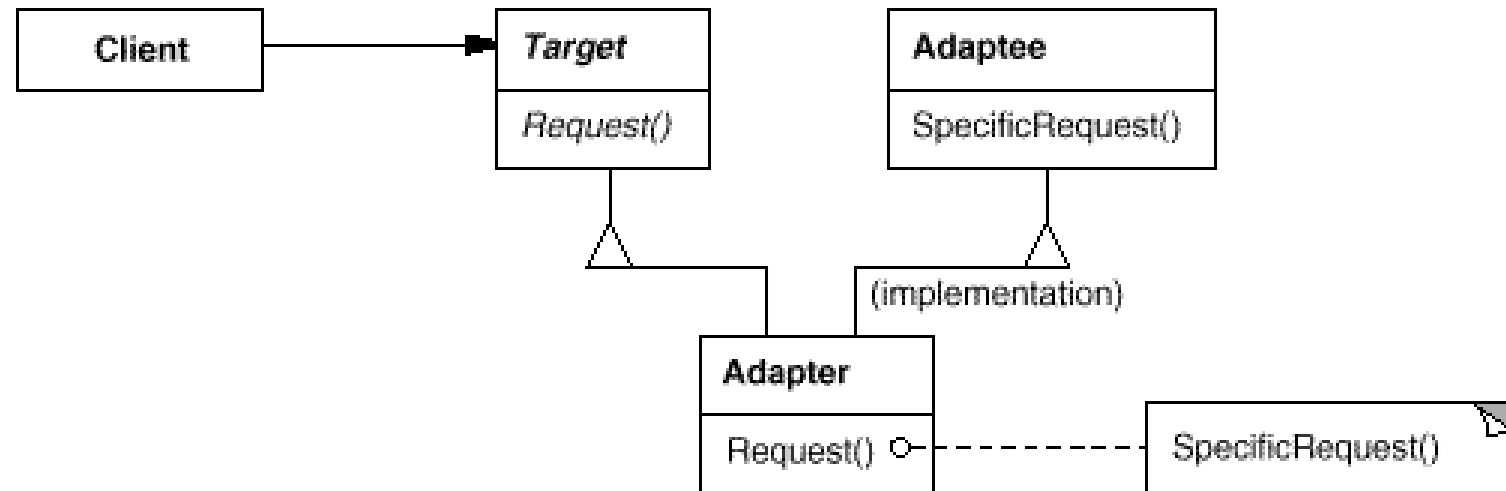 Client
Target
Request()
Adaptee
SpecificRequest()
(implementation)
Adapter
Request()
SpecificRequest()